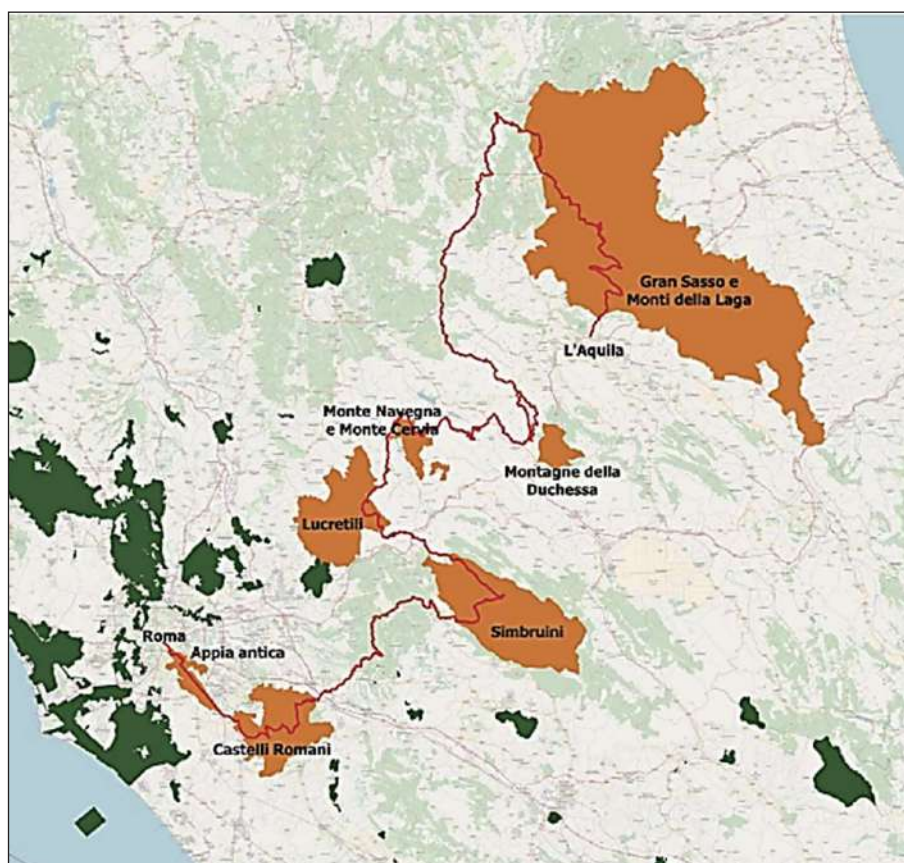 Gran Sasso e
Monti della Laga
L'Aquila
Monte Navegna
e Monte Cervia
Montagne della
Duchessa
Lucretili
Simbruini
Roma
Appia antica
Castelli Romani